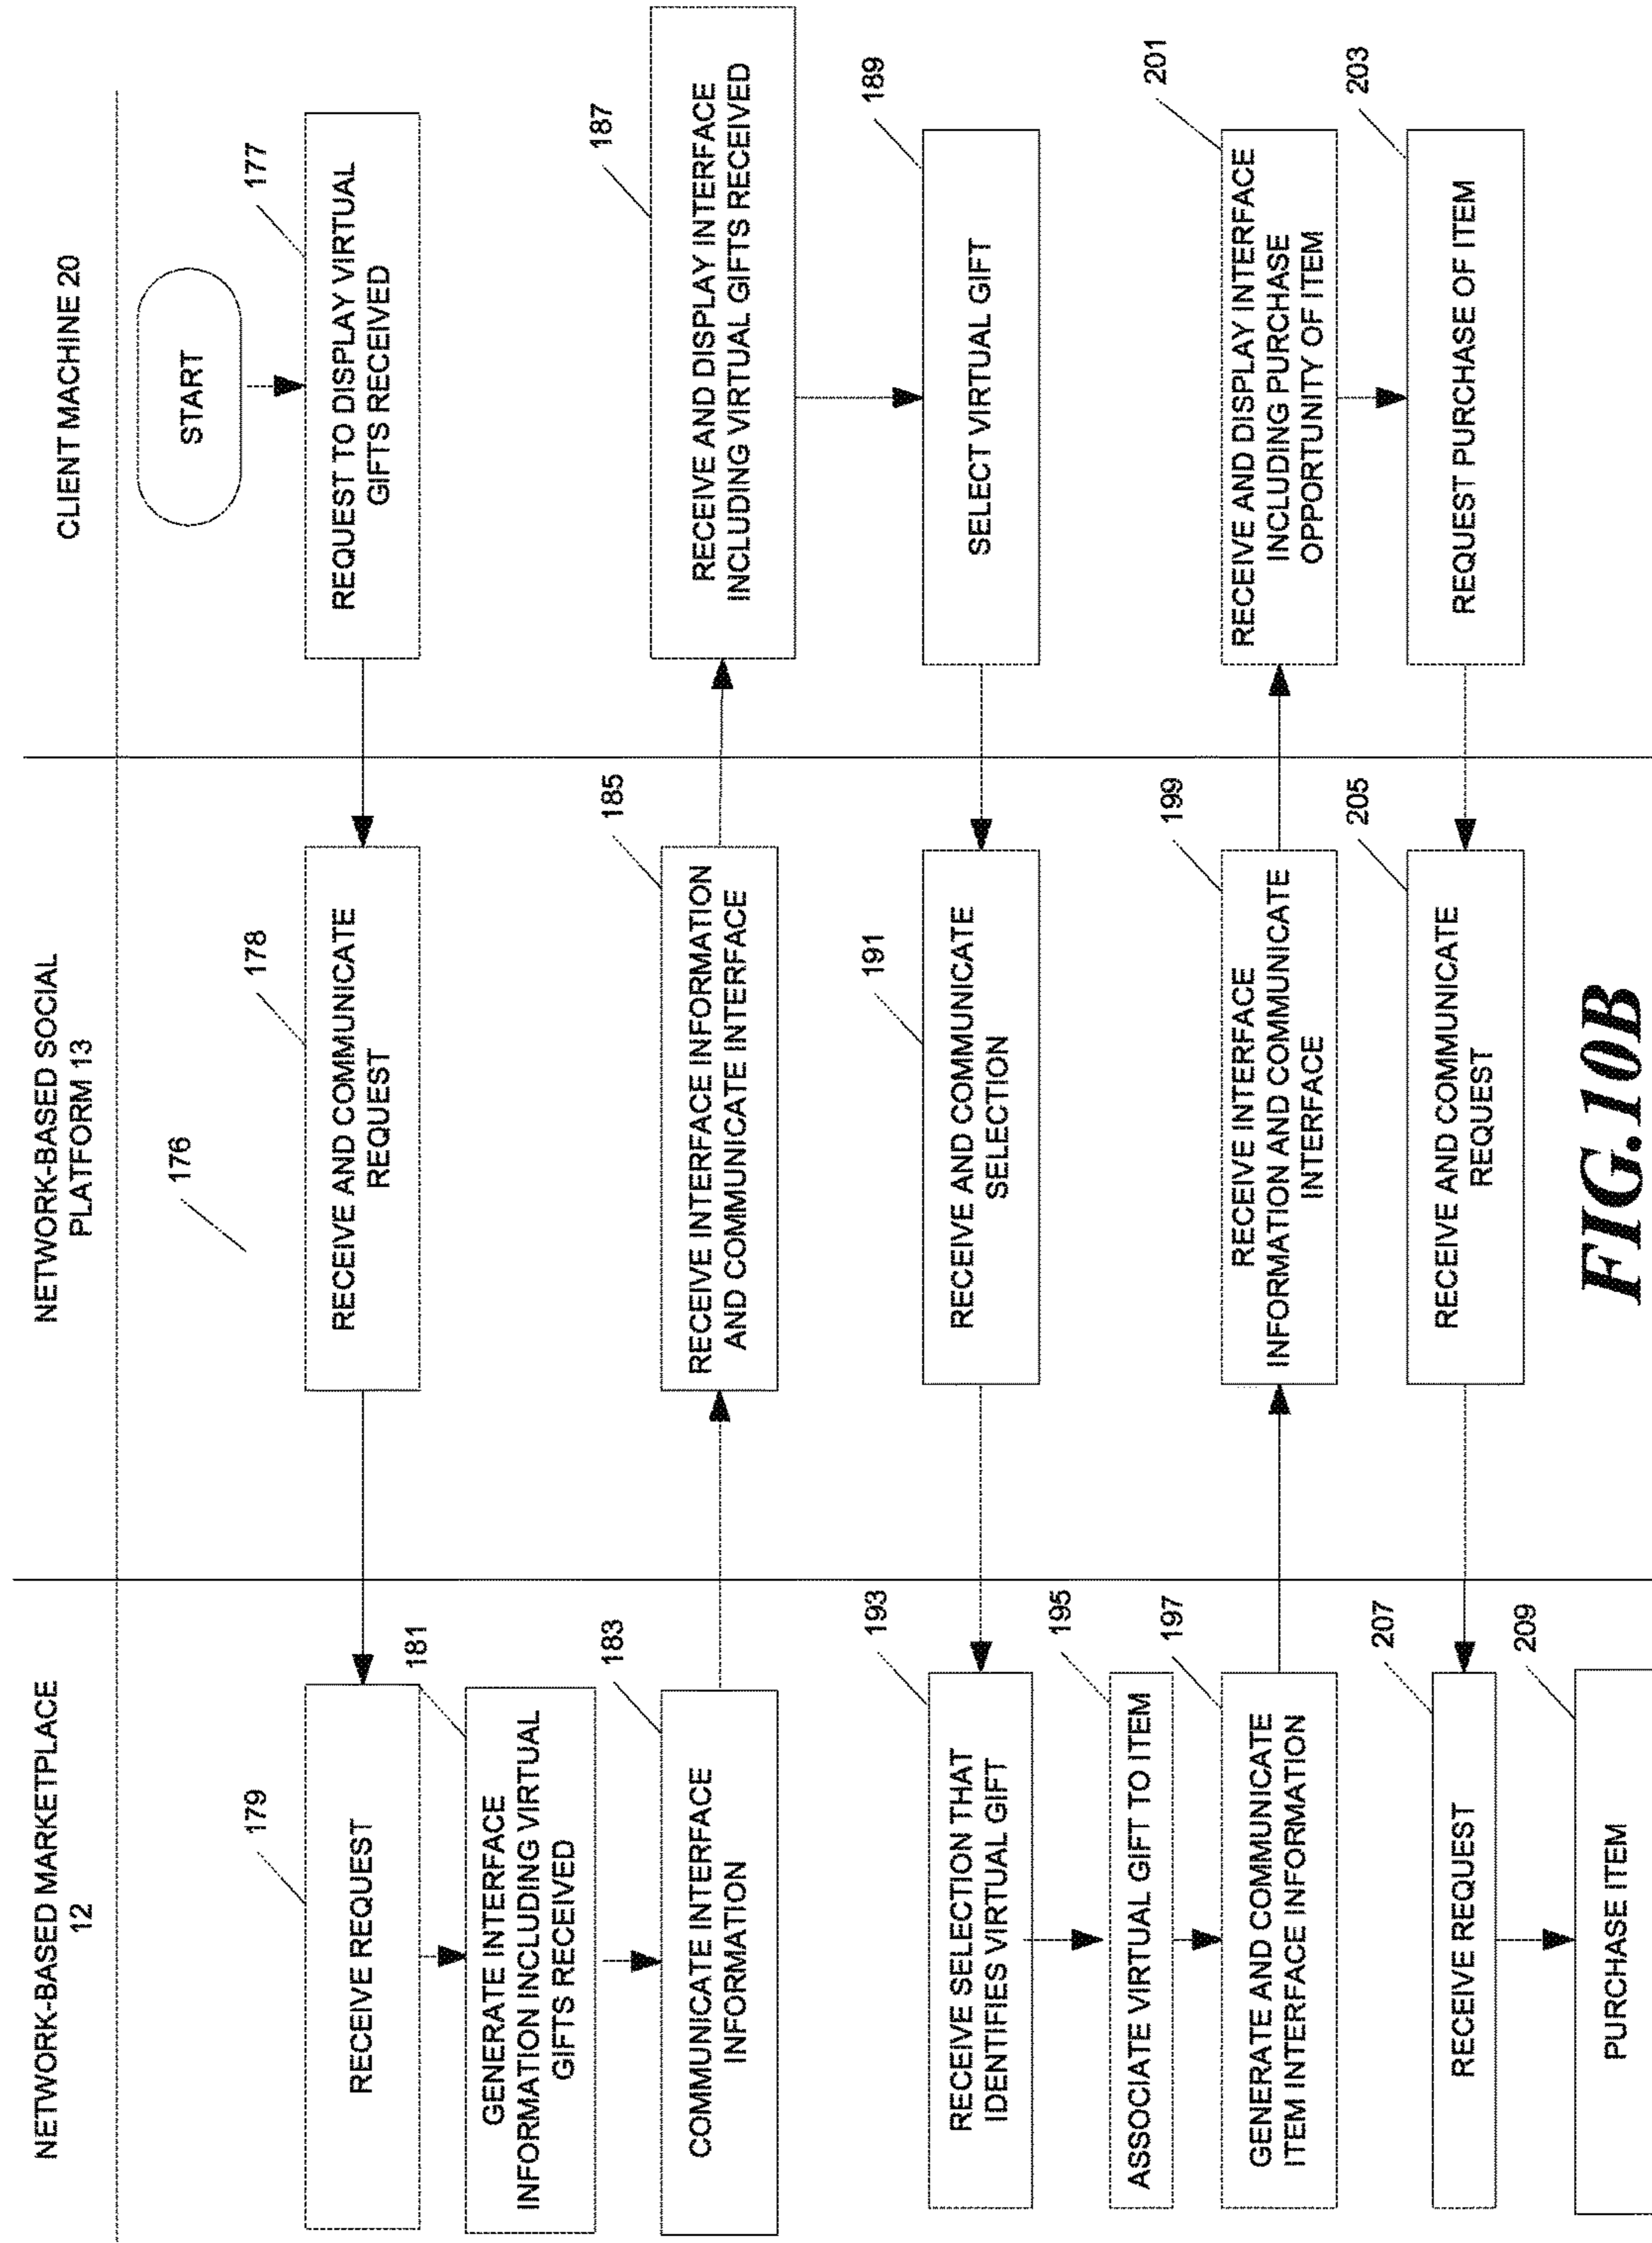 NETWORK-BASED MARKETPLACE
12
NETWORK-BASED SOCIAL
PLATFORM 13
CLIENT MACHINE 20
176
START
177
REQUEST TO DISPLAY VIRTUAL
GIFTS RECEIVED
178
RECEIVE AND COMMUNICATE
REQUEST
179
RECEIVE REQUEST
181
GENERATE INTERFACE
INFORMATION INCLUDING VIRTUAL
GIFTS RECEIVED
183
COMMUNICATE INTERFACE
INFORMATION
185
RECEIVE INTERFACE INFORMATION
AND COMMUNICATE INTERFACE
187
RECEIVE AND DISPLAY INTERFACE
INCLUDING VIRTUAL GIFTS RECEIVED
189
SELECT VIRTUAL GIFT
191
RECEIVE AND COMMUNICATE
SELECTION
193
RECEIVE SELECTION THAT
IDENTIFIES VIRTUAL GIFT
195
ASSOCIATE VIRTUAL GIFT TO ITEM
197
GENERATE AND COMMUNICATE
ITEM INTERFACE INFORMATION
199
RECEIVE INTERFACE
INFORMATION AND COMMUNICATE
INTERFACE
201
RECEIVE AND DISPLAY INTERFACE
INCLUDING PURCHASE
OPPORTUNITY OF ITEM
203
REQUEST PURCHASE OF ITEM
205
RECEIVE AND COMMUNICATE
REQUEST
207
RECEIVE REQUEST
209
PURCHASE ITEM
FIG.10B